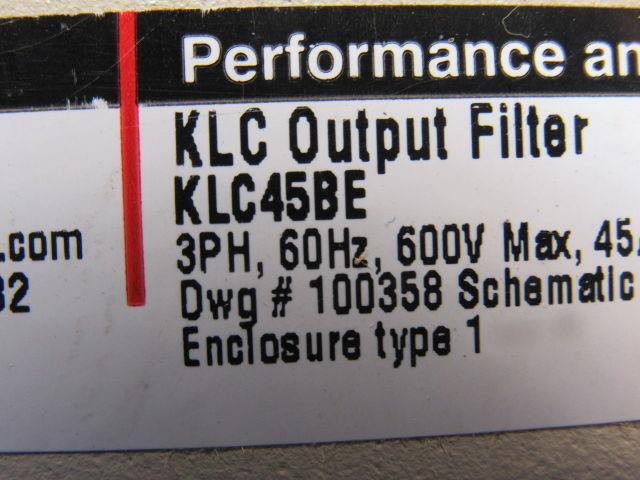 Performance an
KLC Output Filter
KLC45BE
.com
3PH, 60Hz, 600V Max, 45
32
Dwg # 100358 Schematic
Enclosure type 1